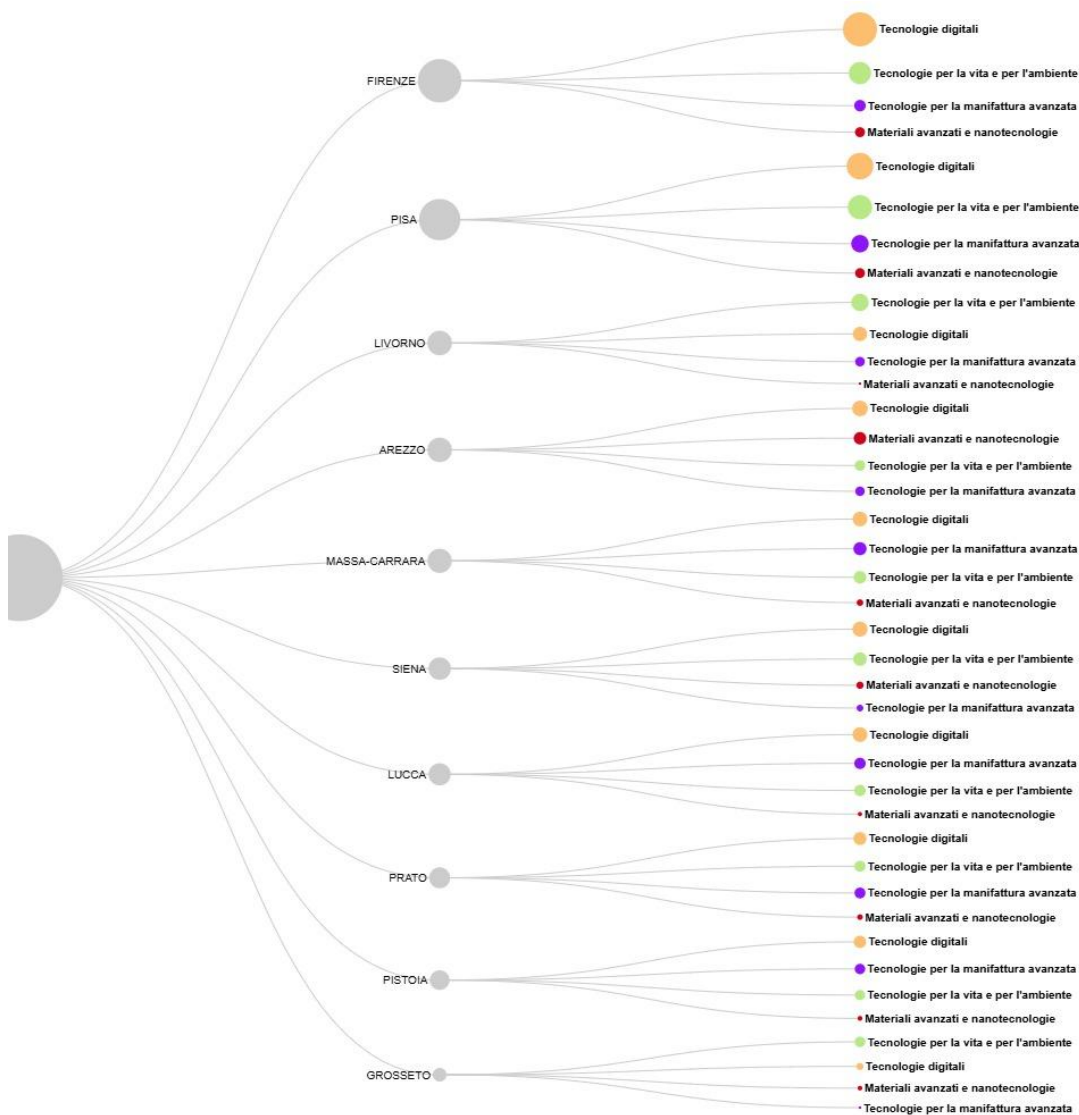 FIRENZE
Tecnologie digitali
Tecnologie per la vita e per l'ambiente
Tecnologie per la manifattura avanzata
Materiali avanzati e nanotecnologie
PISA
Tecnologie digitali
Tecnologie per la vita e per l'ambiente
Tecnologie per la manifattura avanzata
Materiali avanzati e nanotecnologie
LIVORNO
Tecnologie per la vita e per l'ambiente
Tecnologie digitali
Tecnologie per la manifattura avanzata
Materiali avanzati e nanotecnologie
AREZZO
Tecnologie digitali
Materiali avanzati e nanotecnologie
Tecnologie per la vita e per l'ambiente
Tecnologie per la manifattura avanzata
MASSA-CARRARA
Tecnologie digitali
Tecnologie per la manifattura avanzata
Tecnologie per la vita e per l'ambiente
Materiali avanzati e nanotecnologie
SIENA
Tecnologie digitali
Tecnologie per la vita e per l'ambiente
Materiali avanzati e nanotecnologie
Tecnologie per la manifattura avanzata
LUCCA
Tecnologie digitali
Tecnologie per la manifattura avanzata
Tecnologie per la vita e per l'ambiente
Materiali avanzati e nanotecnologie
PRATO
Tecnologie digitali
Tecnologie per la vita e per l'ambiente
Tecnologie per la manifattura avanzata
Materiali avanzati e nanotecnologie
PISTOIA
Tecnologie digitali
Tecnologie per la manifattura avanzata
Tecnologie per la vita e per l'ambiente
Materiali avanzati e nanotecnologie
GROSSETO
Tecnologie per la vita e per l'ambiente
Tecnologie digitali
Materiali avanzati e nanotecnologie
Tecnologie per la manifattura avanzata